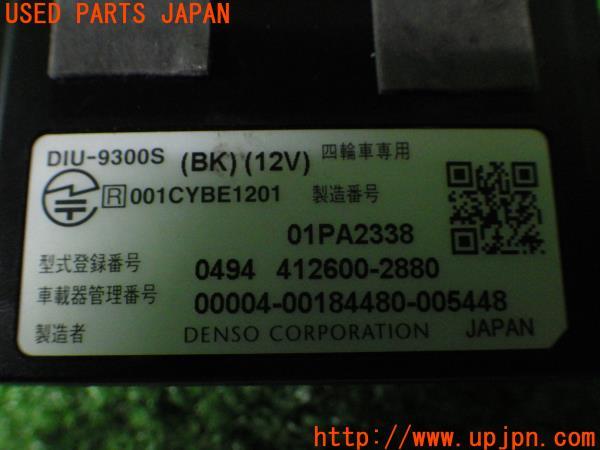 USED PARTS JAPAN
DIU-9300S (BK) (12V) 四輪車専用
R 001CYBE1201 製造番号
01PA2338
型式登録番号 0494 412600-2880
車載器管理番号 00004-00184480-005448
製造者 DENSO CORPORATION JAPAN
UPJ
http://www.upjpn.com